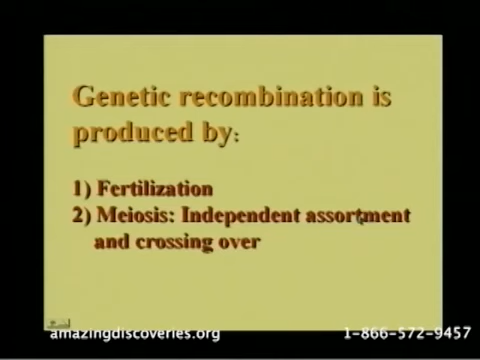 Genetic recombination is
produced by:
1) Fertilization
2) Meiosis: Independent assortment
and crossing over
amazingdiscoveries.org
1-866-572-9457